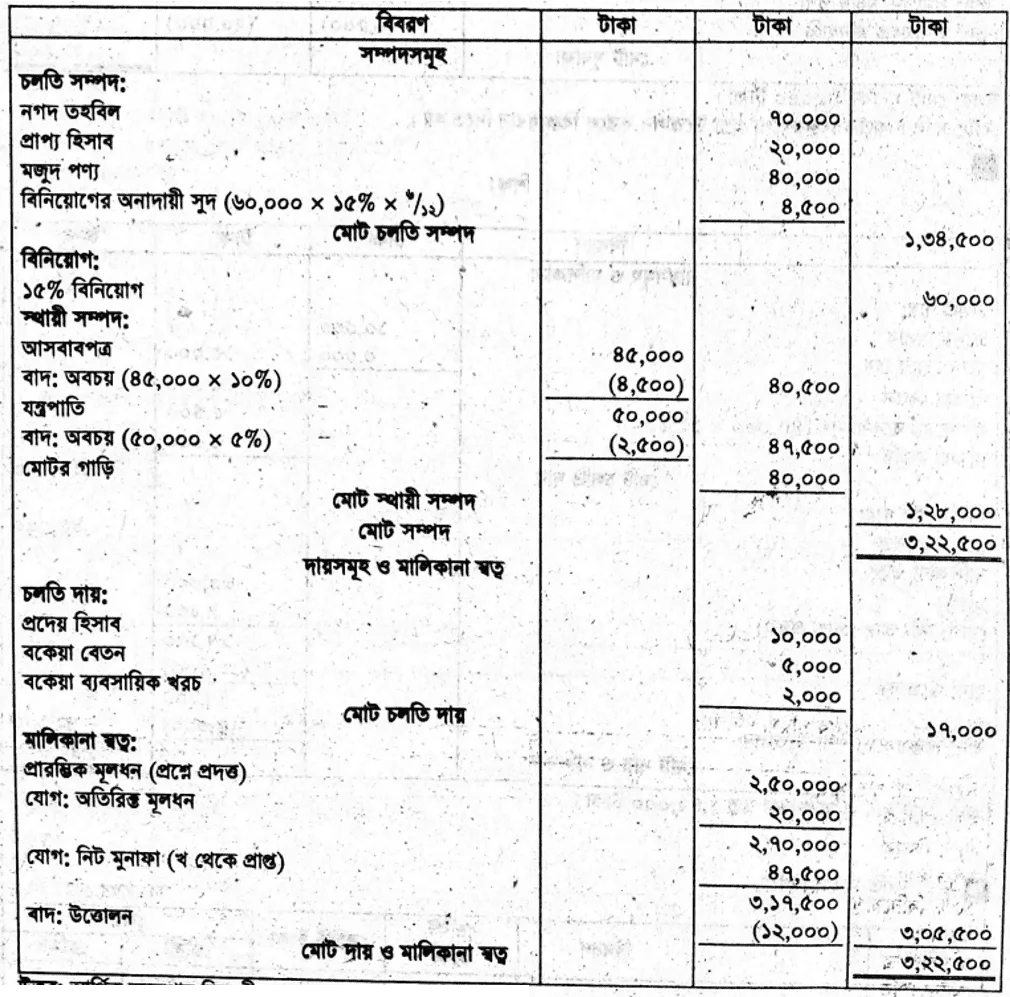 বিবরণ টাকা টাকা টাকা
সম্পদসমূহ
চলতি সম্পদ:
নগদ তহবিল ৭০,০০০
প্রাপ্য হিসাব ২০,০০০
মজুদ পণ্য ৪০,০০০
বিনিয়োগের অনাদায়ী সুদ (৬০,০০০ × ১৫% × ৬/১২) ৪,৫০০
মোট চলতি সম্পদ ১,৩৪,৫০০
বিনিয়োগ:
১৫% বিনিয়োগ ৬০,০০০
স্থায়ী সম্পদ:
আসবাবপত্র ৪৫,০০০
বাদ: অবচয় (৪৫,০০০ × ১০%) (৪,৫০০) ৪০,৫০০
যন্ত্রপাতি ৫০,০০০
বাদ: অবচয় (৫০,০০০ × ৫%) (২,৫০০) ৪৭,৫০০
মোটর গাড়ি ৪০,০০০
মোট স্থায়ী সম্পদ ১,২৮,০০০
মোট সম্পদ ৩,২২,৫০০
দায়সমূহ ও মালিকানা স্বত্ব
চলতি দায়:
প্রদেয় হিসাব ১০,০০০
বকেয়া বেতন ৫,০০০
বকেয়া ব্যবসায়িক খরচ ২,০০০
মোট চলতি দায় ১৭,০০০
মালিকানা স্বত্ব:
প্রারম্ভিক মূলধন (প্রশ্নে প্রদত্ত) ২,৫০,০০০
যোগ: অতিরিক্ত মূলধন ২০,০০০
২,৭০,০০০
যোগ: নিট মুনাফা (খ থেকে প্রাপ্ত) ৪৭,৫০০
৩,১৭,৫০০
বাদ: উত্তোলন (১২,০০০) ৩,০৫,৫০০
মোট দায় ও মালিকানা স্বত্ব ৩,২২,৫০০